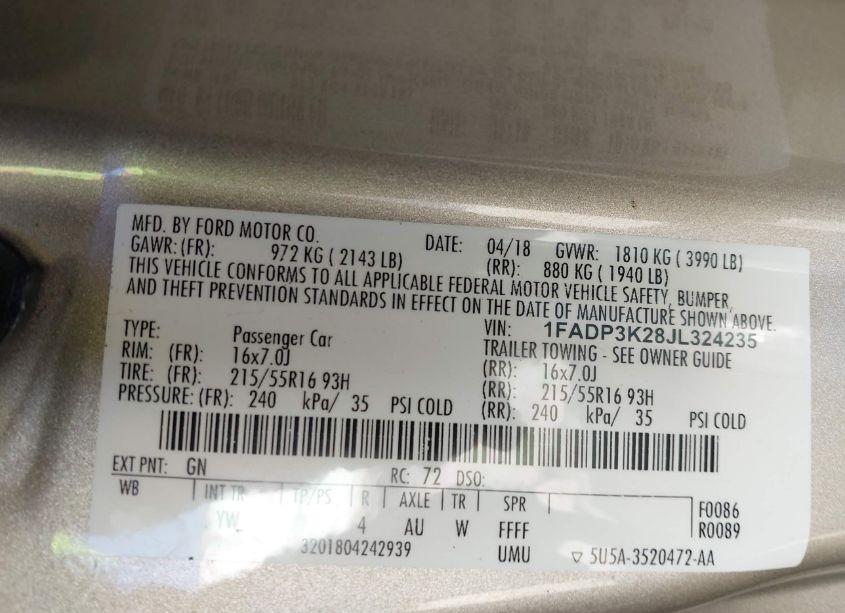 MFD. BY FORD MOTOR CO. DATE: 04/18 GVWR: 1810 KG ( 3990 LB)
GAWR: (FR): 972 KG ( 2143 LB) (RR): 880 KG ( 1940 LB)
THIS VEHICLE CONFORMS TO ALL APPLICABLE FEDERAL MOTOR VEHICLE SAFETY, BUMPER,
AND THEFT PREVENTION STANDARDS IN EFFECT ON THE DATE OF MANUFACTURE SHOWN ABOVE.
VIN: 1FADP3K28JL324235
TYPE: Passenger Car TRAILER TOWING - SEE OWNER GUIDE
RIM: (FR): 16x7.0J (RR): 16x7.0J
TIRE: (FR): 215/55R16 93H (RR): 215/55R16 93H
PRESSURE: (FR): 240 kPa/ 35 PSI COLD (RR): 240 kPa/ 35 PSI COLD
EXT PNT: GN RC: 72 DSO:
WB INT TR TP/PS R AXLE TR SPR F0086
YW 4 AU W FFFF R0089
3201804242939 UMU ▽ 5U5A-3520472-AA